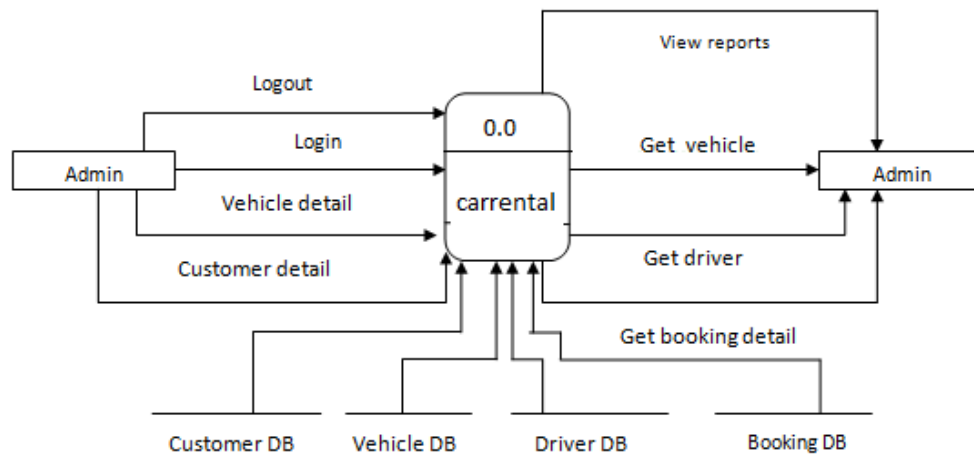 View reports
Logout
0.0
Login
Get vehicle
Admin
Admin
Vehicle detail
carrental
Customer detail
Get driver
Get booking detail
Customer DB
Vehicle DB
Driver DB
Booking DB